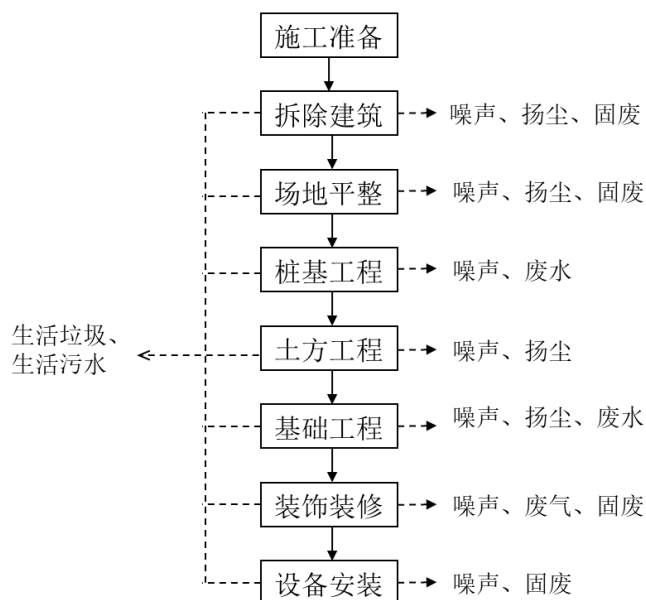 施工准备
拆除建筑
噪声、扬尘、固废
场地平整
噪声、扬尘、固废
桩基工程
噪声、废水
生活垃圾、
生活污水
土方工程
噪声、扬尘
基础工程
噪声、扬尘、废水
装饰装修
噪声、废气、固废
设备安装
噪声、固废